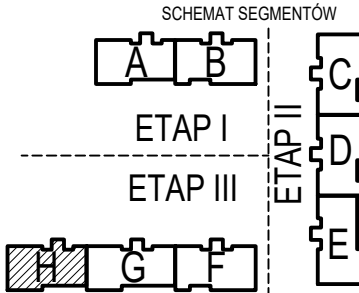 SCHEMAT SEGMENTÓW
A B
C
ETAP I
ETAP II
D
ETAP III
E
H G F